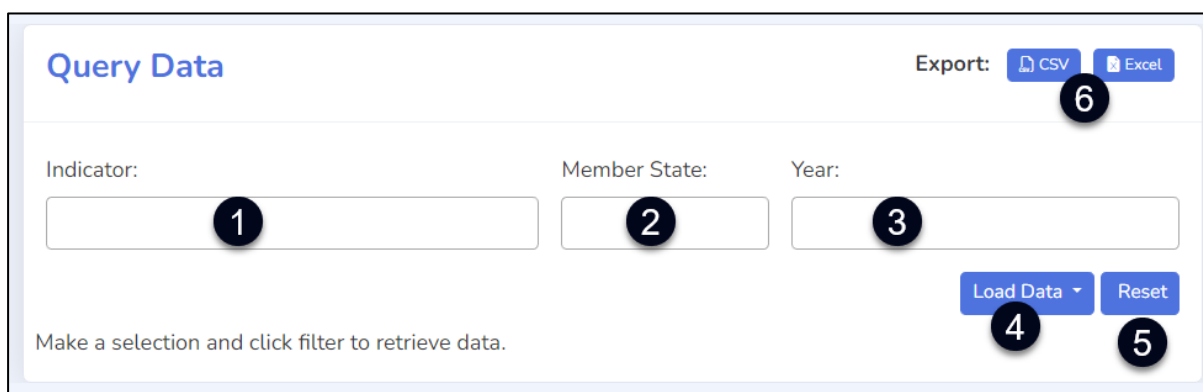 Query Data
Export: CSV Excel
6
Indicator: Member State: Year:
1 2 3
Load Data Reset
4 5
Make a selection and click filter to retrieve data.